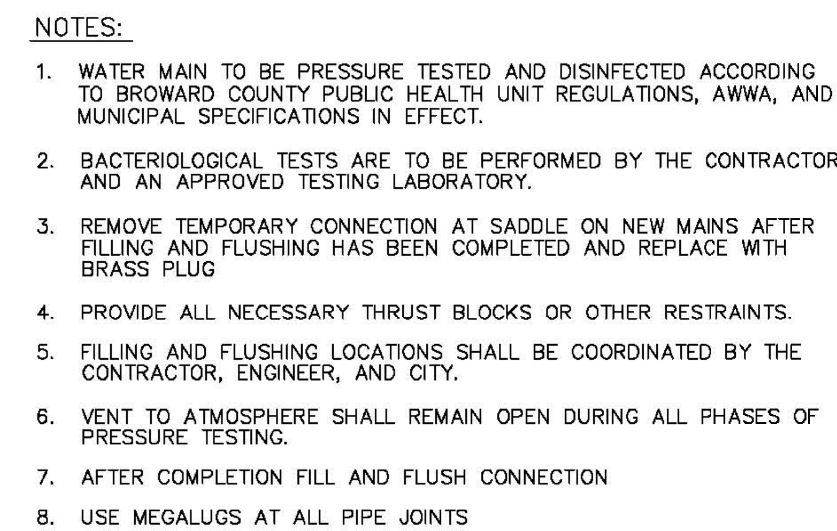 NOTES:
1. WATER MAIN TO BE PRESSURE TESTED AND DISINFECTED ACCORDING
TO BROWARD COUNTY PUBLIC HEALTH UNIT REGULATIONS, AWWA, AND
MUNICIPAL SPECIFICATIONS IN EFFECT.
2. BACTERIOLOGICAL TESTS ARE TO BE PERFORMED BY THE CONTRACTOR
AND AN APPROVED TESTING LABORATORY.
3. REMOVE TEMPORARY CONNECTION AT SADDLE ON NEW MAINS AFTER
FILLING AND FLUSHING HAS BEEN COMPLETED AND REPLACE WITH
BRASS PLUG
4. PROVIDE ALL NECESSARY THRUST BLOCKS OR OTHER RESTRAINTS.
5. FILLING AND FLUSHING LOCATIONS SHALL BE COORDINATED BY THE
CONTRACTOR, ENGINEER, AND CITY.
6. VENT TO ATMOSPHERE SHALL REMAIN OPEN DURING ALL PHASES OF
PRESSURE TESTING.
7. AFTER COMPLETION FILL AND FLUSH CONNECTION
8. USE MEGALUGS AT ALL PIPE JOINTS